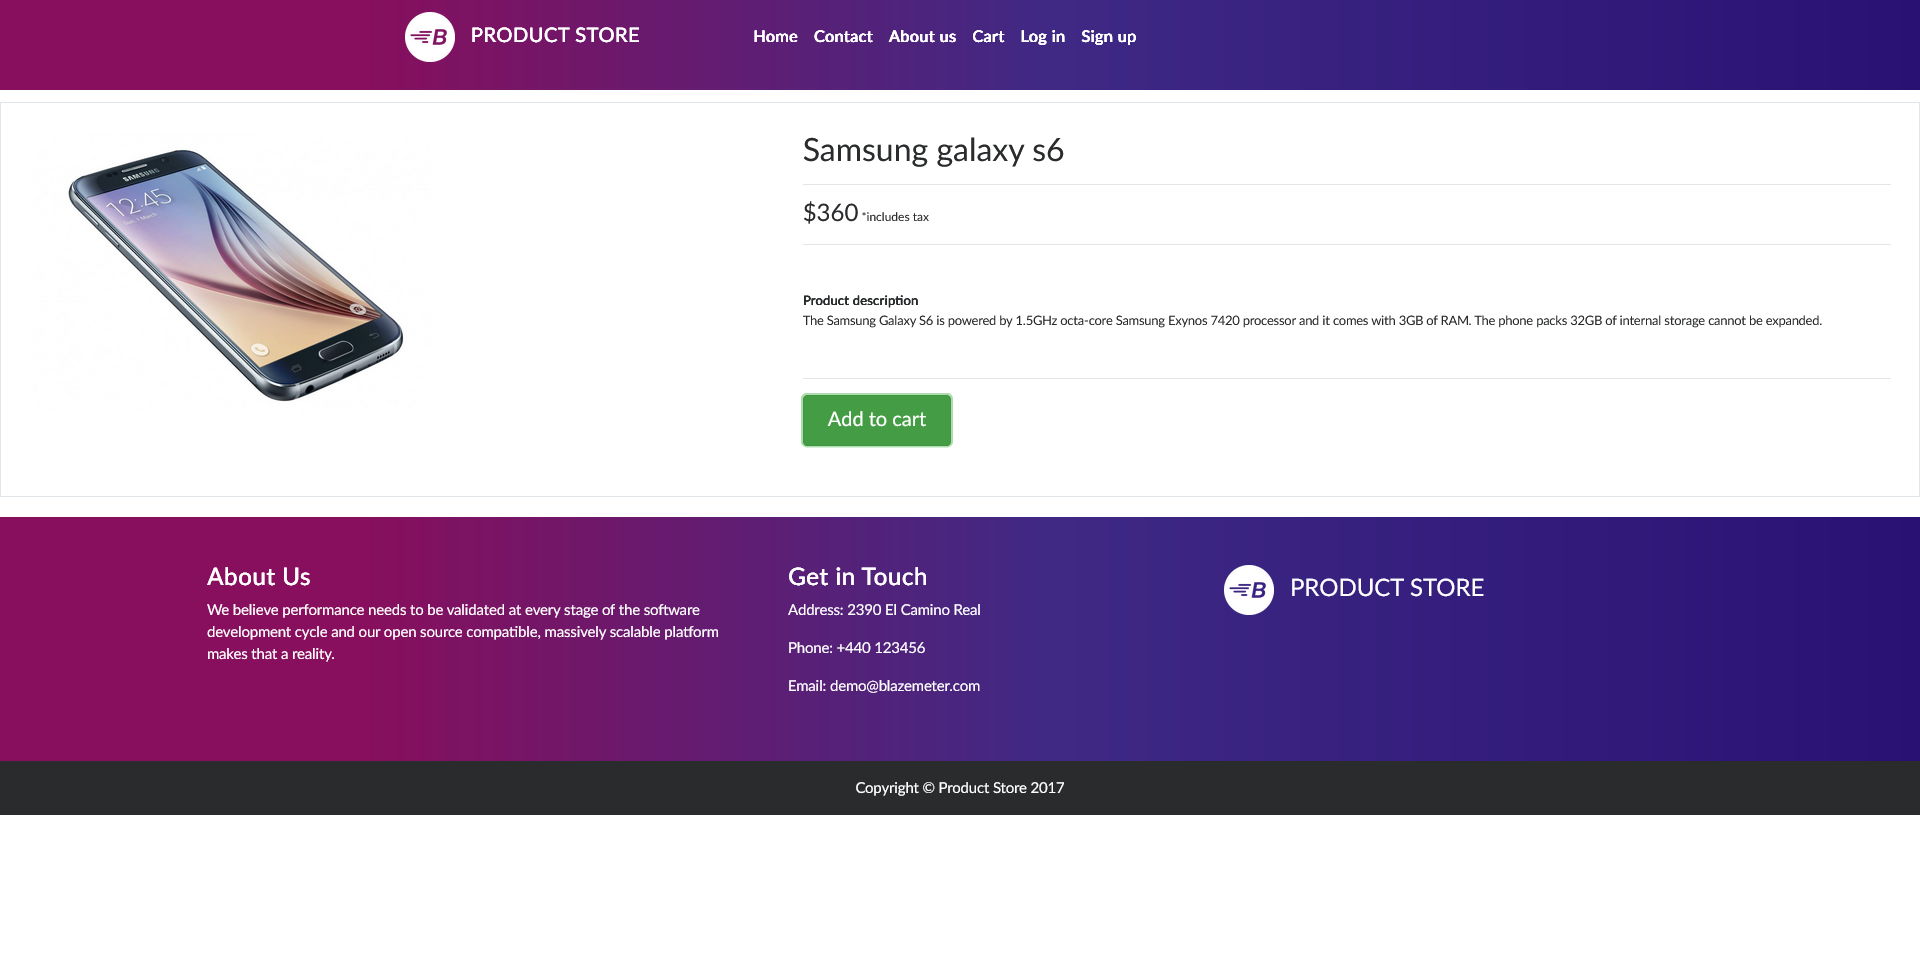 B PRODUCT STORE
Home Contact About us Cart Log in Sign up
SAMSUNG
12:45
Samsung galaxy s6
$360 *includes tax
Product description
The Samsung Galaxy S6 is powered by 1.5GHz octa-core Samsung Exynos 7420 processor and it comes with 3GB of RAM. The phone packs 32GB of internal storage cannot be expanded.
Add to cart
About Us
We believe performance needs to be validated at every stage of the software
development cycle and our open source compatible, massively scalable platform
makes that a reality.
Get in Touch
Address: 2390 El Camino Real
Phone: +440 123456
Email: demo@blazemeter.com
B PRODUCT STORE
Copyright © Product Store 2017